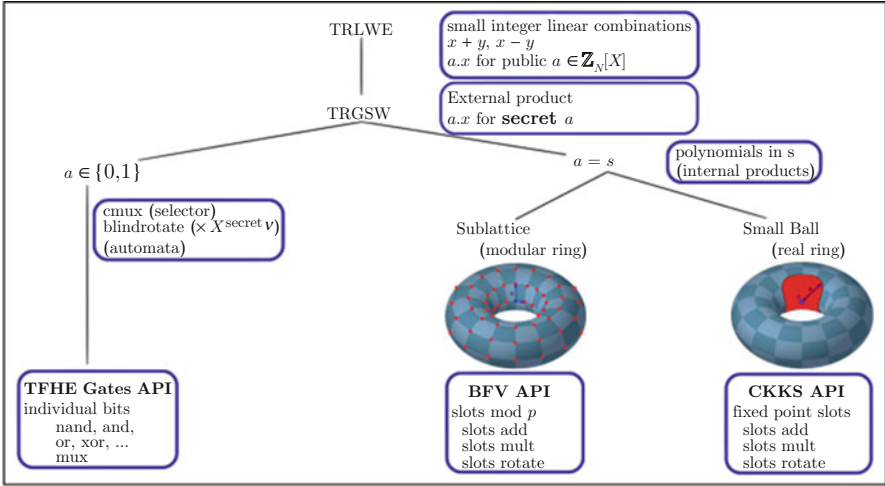 TRLWE
small integer linear combinations
x + y, x − y
a.x for public a ∈ ℤ_N[X]
TRGSW
External product
a.x for secret a
a ∈ {0,1}
a = s
polynomials in s
(internal products)
cmux (selector)
blindrotate (× X^secret ν)
(automata)
Sublattice
(modular ring)
Small Ball
(real ring)
TFHE Gates API
individual bits
nand, and,
or, xor, ...
mux
BFV API
slots mod p
slots add
slots mult
slots rotate
CKKS API
fixed point slots
slots add
slots mult
slots rotate